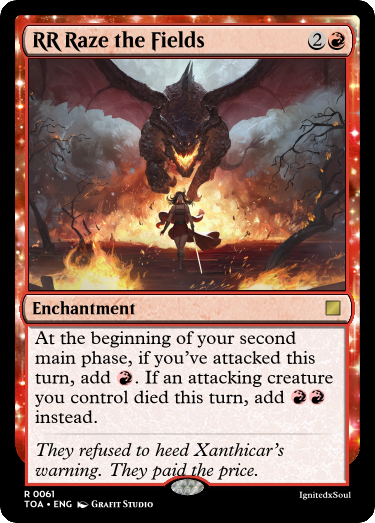 RR Raze the Fields 2
Enchantment
At the beginning of your second
main phase, if you've attacked this
turn, add . If an attacking creature
you control died this turn, add
instead.
They refused to heed Xanthicar's
warning. They paid the price.
R 0061
TOA • ENG Grafit Studio
IgnitedxSoul